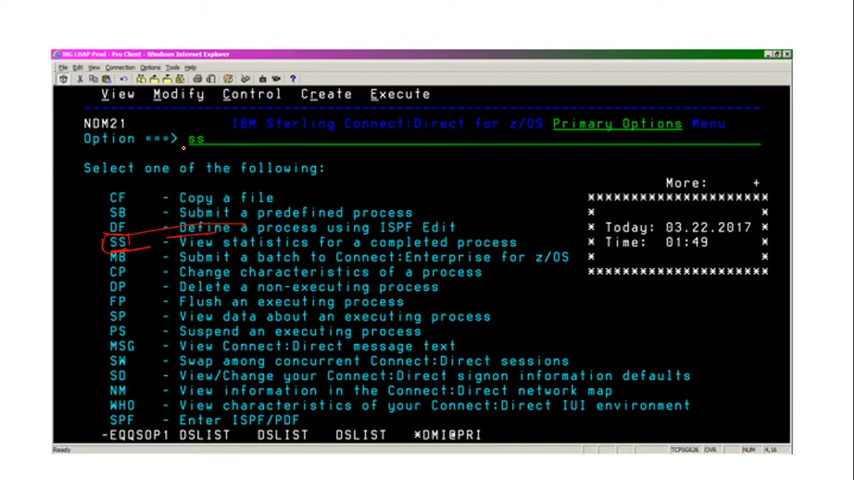 ING LHAP Prod - Pro Client - Windows Internet Explorer
File Edit View Connection Options Tools Help
View Modify Control Create Execute
NDM21 IBM Sterling Connect:Direct for z/OS Primary Options Menu
Option ===> ss
Select one of the following:
More: +
CF - Copy a file *********************
SB - Submit a predefined process * *
DF - Define a process using ISPF Edit * Today: 03.22.2017 *
SS - View statistics for a completed process * Time: 01:49 *
MB - Submit a batch to Connect:Enterprise for z/OS * *
CP - Change characteristics of a process *********************
DP - Delete a non-executing process
FP - Flush an executing process
SP - View data about an executing process
PS - Suspend an executing process
MSG - View Connect:Direct message text
SW - Swap among concurrent Connect:Direct sessions
SD - View/Change your Connect:Direct signon information defaults
NM - View information in the Connect:Direct network map
WHO - View characteristics of your Connect:Direct IUI environment
SPF - Enter ISPF/PDF
-EQQSOP1 DSLIST DSLIST DSLIST *DMI@PRI
Ready TCP0G626 OVR NUM 4,16